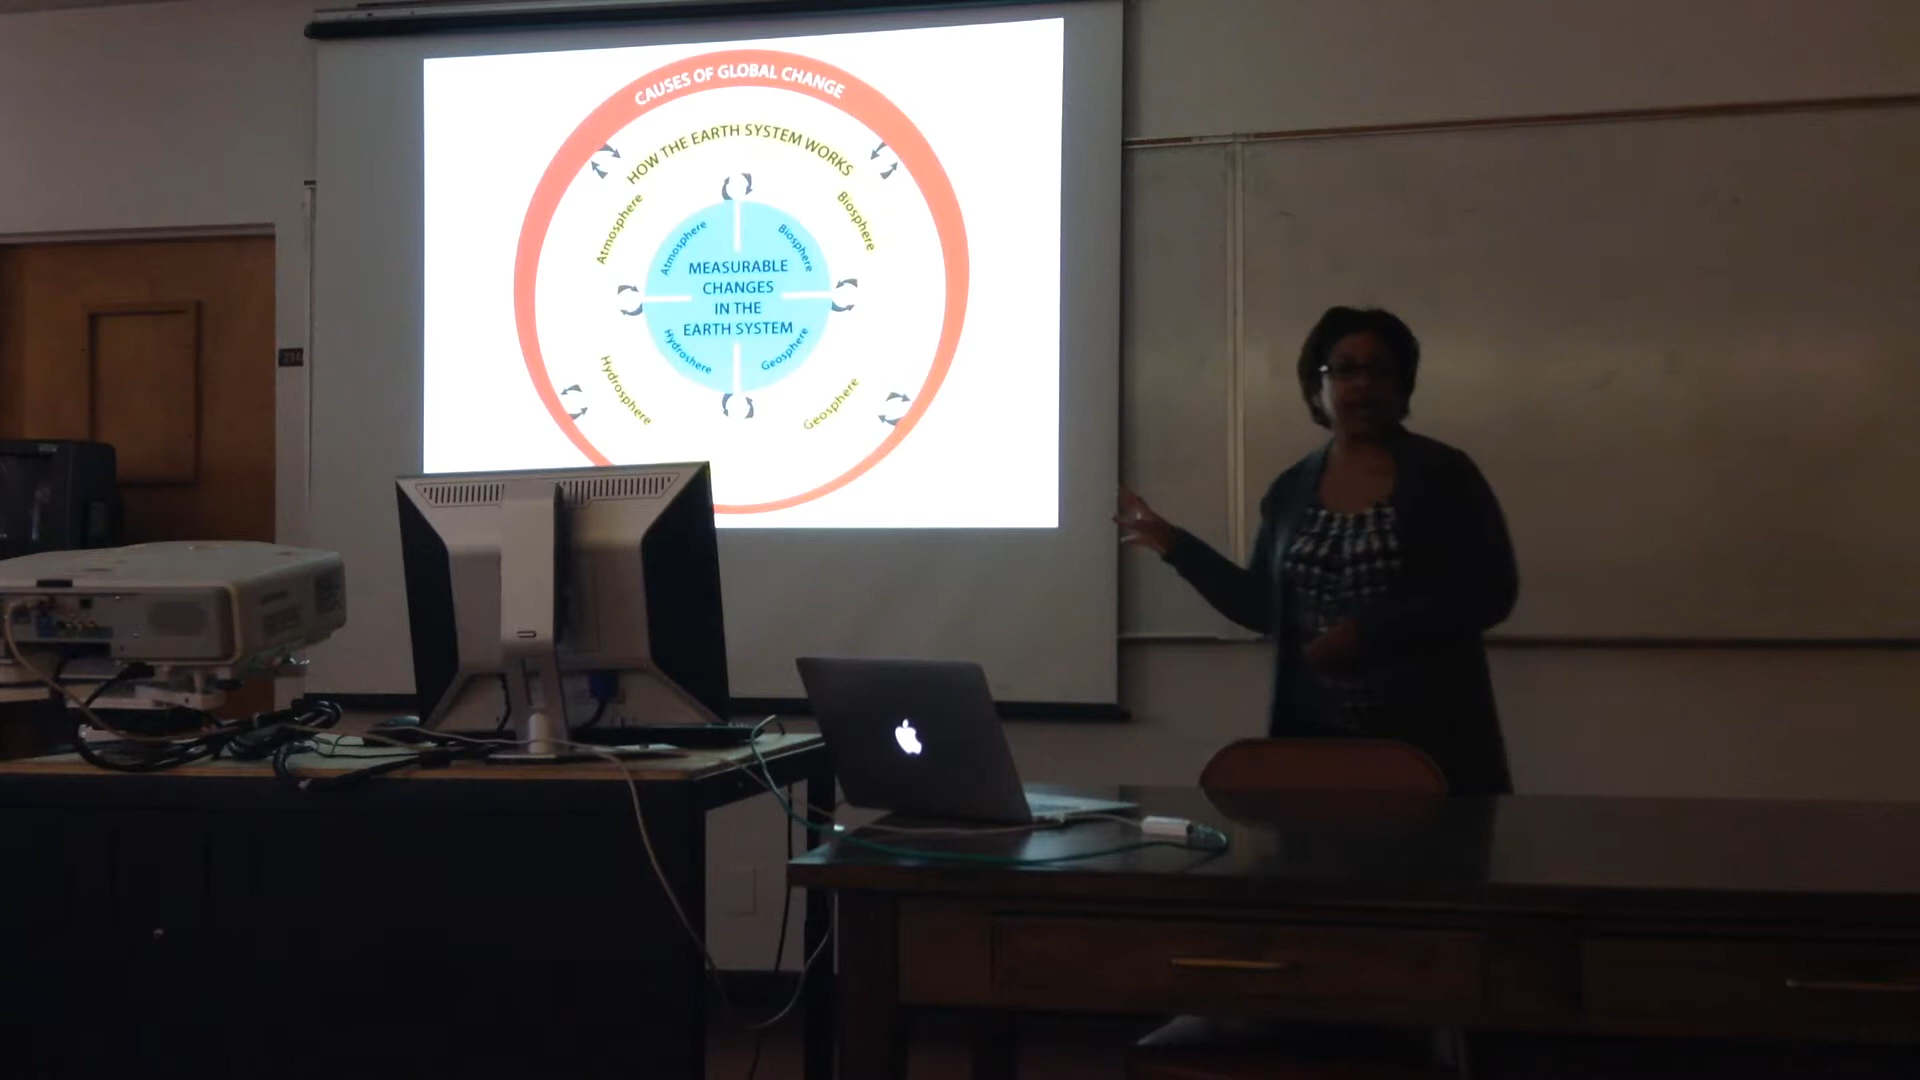 CAUSES OF GLOBAL CHANGE
HOW THE EARTH SYSTEM WORKS
Atmosphere
Biosphere
Atmosphere
Biosphere
MEASURABLE
CHANGES
IN THE
EARTH SYSTEM
Hydroshere
Geosphere
Hydrosphere
Geosphere